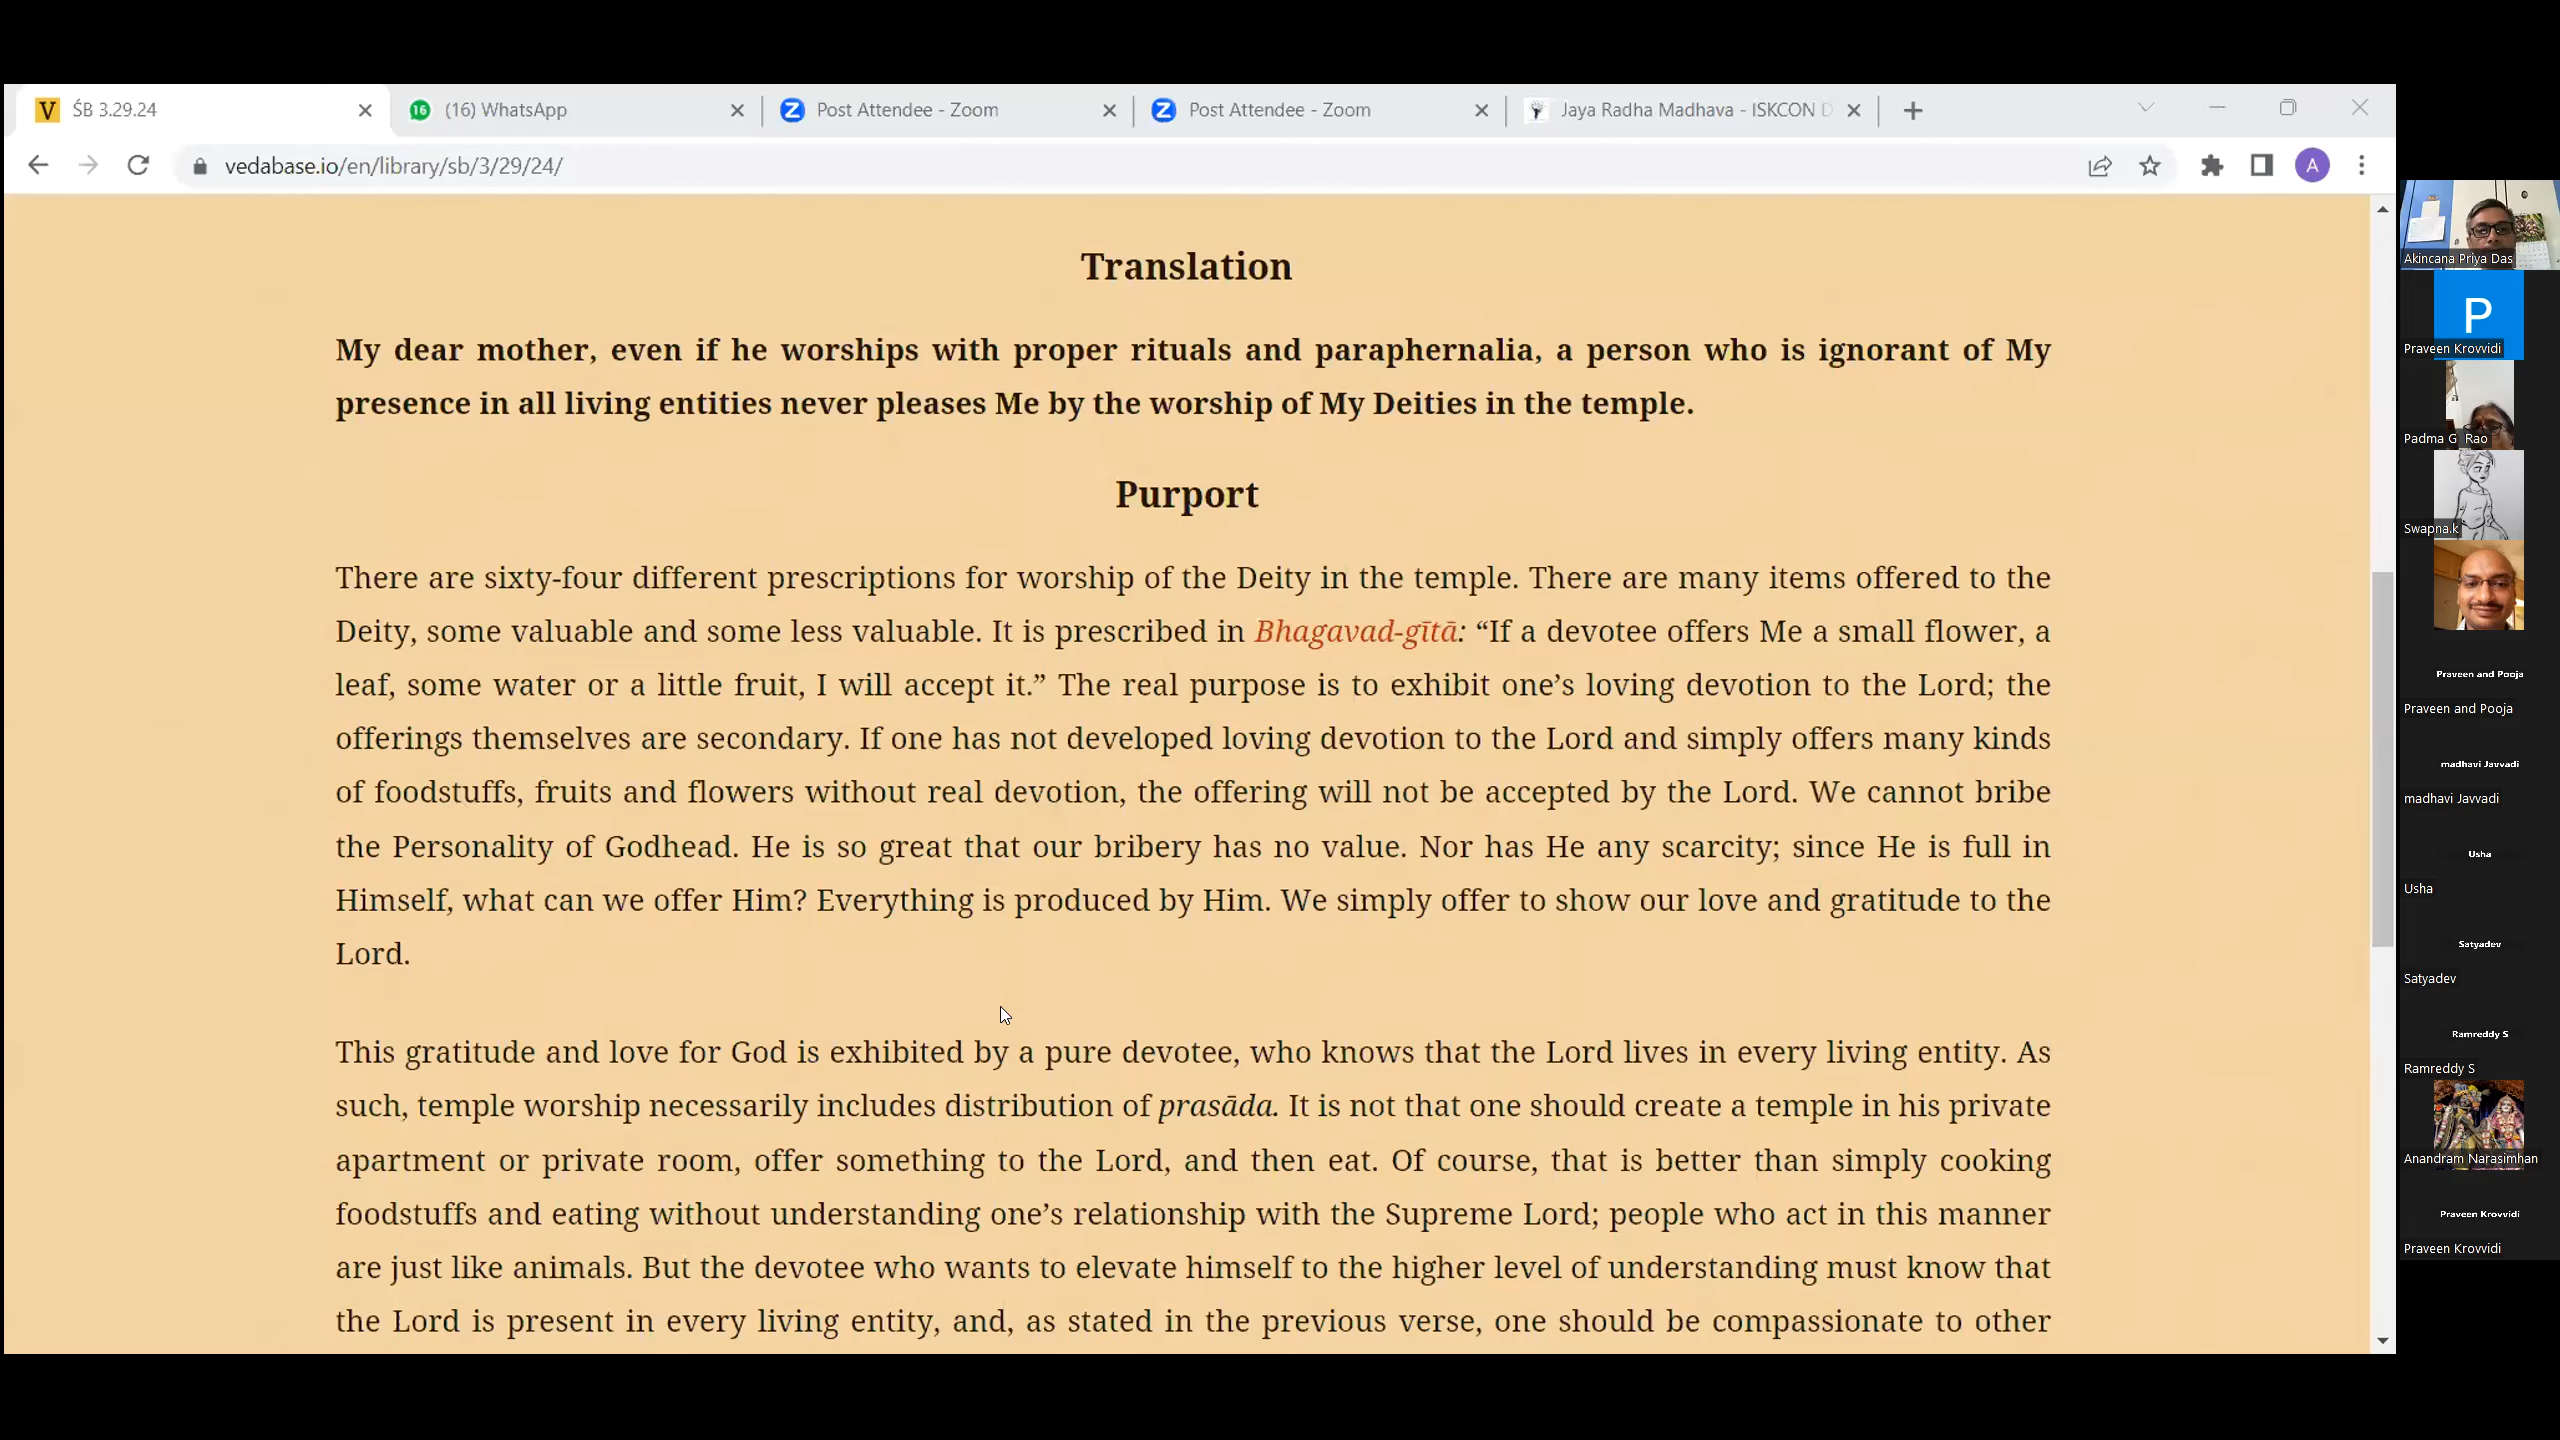 ŚB 3.29.24
(16) WhatsApp
Post Attendee - Zoom
Post Attendee - Zoom
Jaya Radha Madhava - ISKCON D
vedabase.io/en/library/sb/3/29/24/
A
Translation
My dear mother, even if he worships with proper rituals and paraphernalia, a person who is ignorant of My
presence in all living entities never pleases Me by the worship of My Deities in the temple.
Purport
There are sixty-four different prescriptions for worship of the Deity in the temple. There are many items offered to the
Deity, some valuable and some less valuable. It is prescribed in Bhagavad-gītā: “If a devotee offers Me a small flower, a
leaf, some water or a little fruit, I will accept it.” The real purpose is to exhibit one’s loving devotion to the Lord; the
offerings themselves are secondary. If one has not developed loving devotion to the Lord and simply offers many kinds
of foodstuffs, fruits and flowers without real devotion, the offering will not be accepted by the Lord. We cannot bribe
the Personality of Godhead. He is so great that our bribery has no value. Nor has He any scarcity; since He is full in
Himself, what can we offer Him? Everything is produced by Him. We simply offer to show our love and gratitude to the
Lord.
This gratitude and love for God is exhibited by a pure devotee, who knows that the Lord lives in every living entity. As
such, temple worship necessarily includes distribution of prasāda. It is not that one should create a temple in his private
apartment or private room, offer something to the Lord, and then eat. Of course, that is better than simply cooking
foodstuffs and eating without understanding one’s relationship with the Supreme Lord; people who act in this manner
are just like animals. But the devotee who wants to elevate himself to the higher level of understanding must know that
the Lord is present in every living entity, and, as stated in the previous verse, one should be compassionate to other
Akincana Priya Das
P
Praveen Krovvidi
Padma G Rao
Swapna.k
Praveen and Pooja
Praveen and Pooja
madhavi Javvadi
madhavi Javvadi
Usha
Usha
Satyadev
Satyadev
Ramreddy S
Ramreddy S
Anandram Narasimhan
Praveen Krovvidi
Praveen Krovvidi